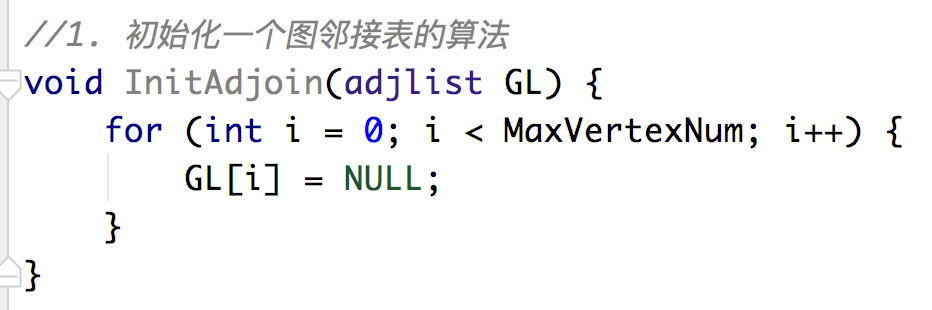 //1. 初始化一个图邻接表的算法
void InitAdjoin(adjlist GL) {
    for (int i = 0; i < MaxVertexNum; i++) {
        GL[i] = NULL;
    }
}